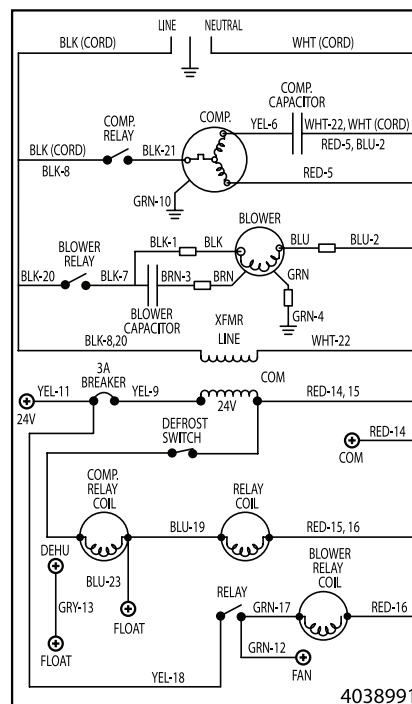 LINE NEUTRAL
BLK (CORD) WHT (CORD)
COMP.
CAPACITOR
COMP.
RELAY
COMP.
YEL-6 WHT-22, WHT (CORD)
BLK (CORD) BLK-21 RED-5, BLU-2
BLK-8
RED-5
GRN-10
BLOWER
BLOWER
RELAY
BLK-1 BLK BLU BLU-2
BLK-20 BLK-7 BRN-3 BRN GRN
BLOWER
CAPACITOR
GRN-4
XFMR
LINE
BLK-8,20 WHT-22
3A
BREAKER
COM
YEL-11 YEL-9 RED-14, 15
24V 24V
DEFROST
SWITCH
RED-14
COM
COMP.
RELAY
COIL
RELAY
COIL
BLU-19 RED-15, 16
DEHU
BLU-23
BLOWER
RELAY
COIL
GRY-13
FLOAT
RELAY
GRN-17 RED-16
FLOAT
GRN-12
FAN
YEL-18
4038991